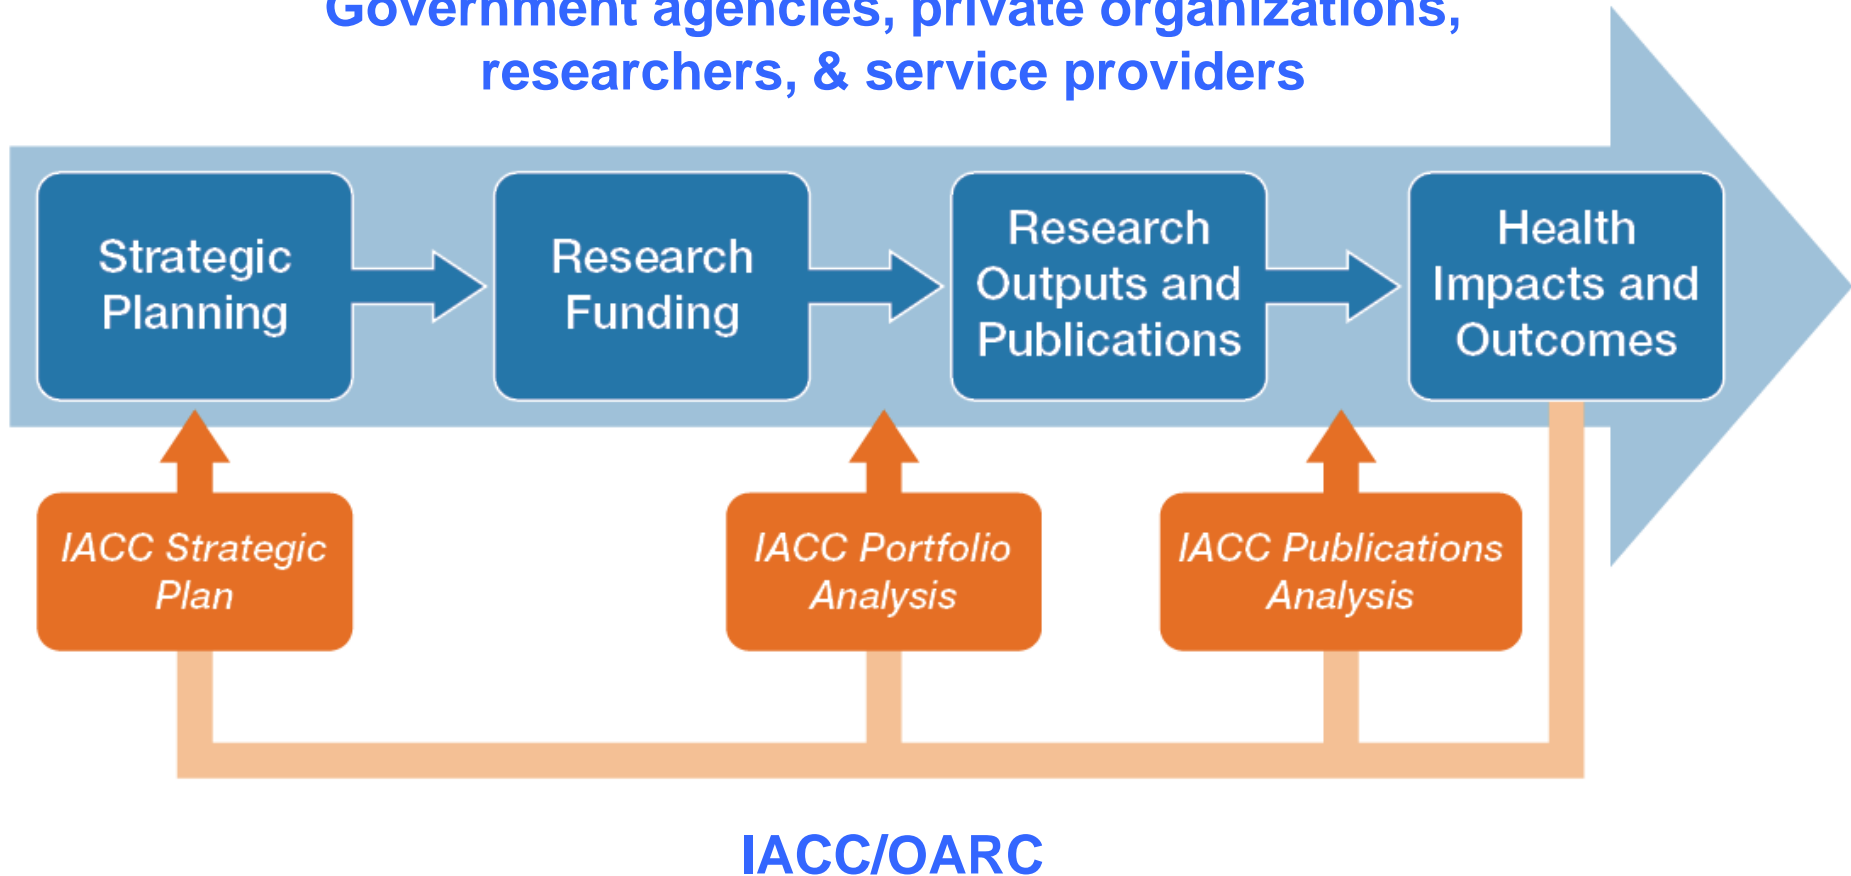 Government agencies, private organizations,
researchers, & service providers
Strategic
Planning
Research
Funding
Research
Outputs and
Publications
Health
Impacts and
Outcomes
IACC Strategic
Plan
IACC Portfolio
Analysis
IACC Publications
Analysis
IACC/OARC